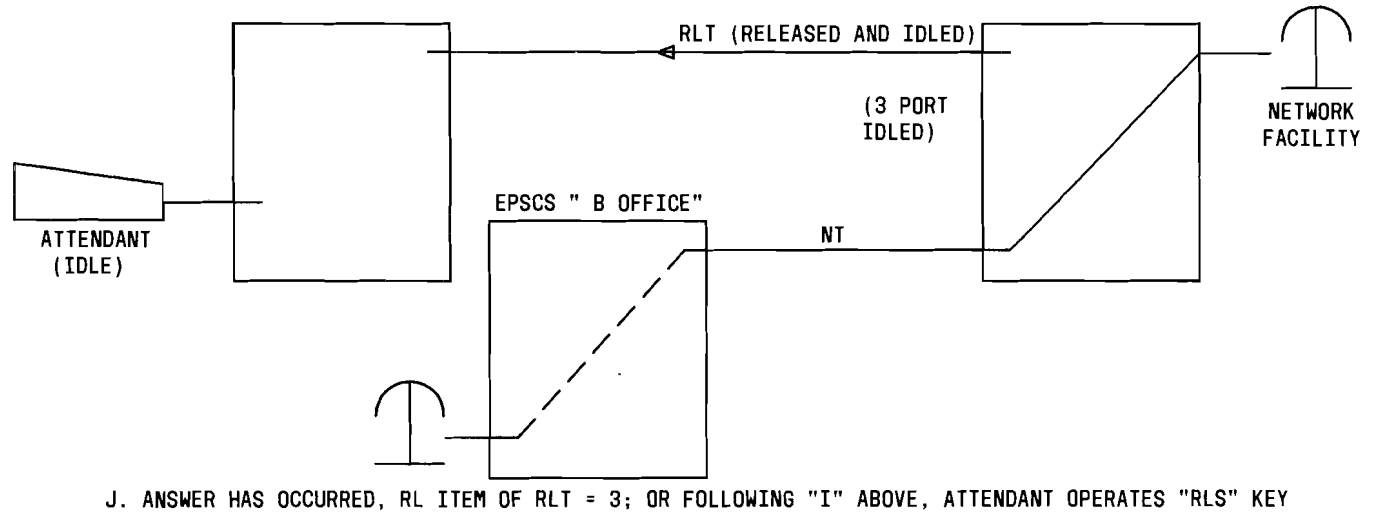 RLT (RELEASED AND IDLED)
(3 PORT
IDLED)
NETWORK
FACILITY
EPSCS " B OFFICE"
NT
ATTENDANT
(IDLE)
J. ANSWER HAS OCCURRED, RL ITEM OF RLT = 3; OR FOLLOWING "I" ABOVE, ATTENDANT OPERATES "RLS" KEY